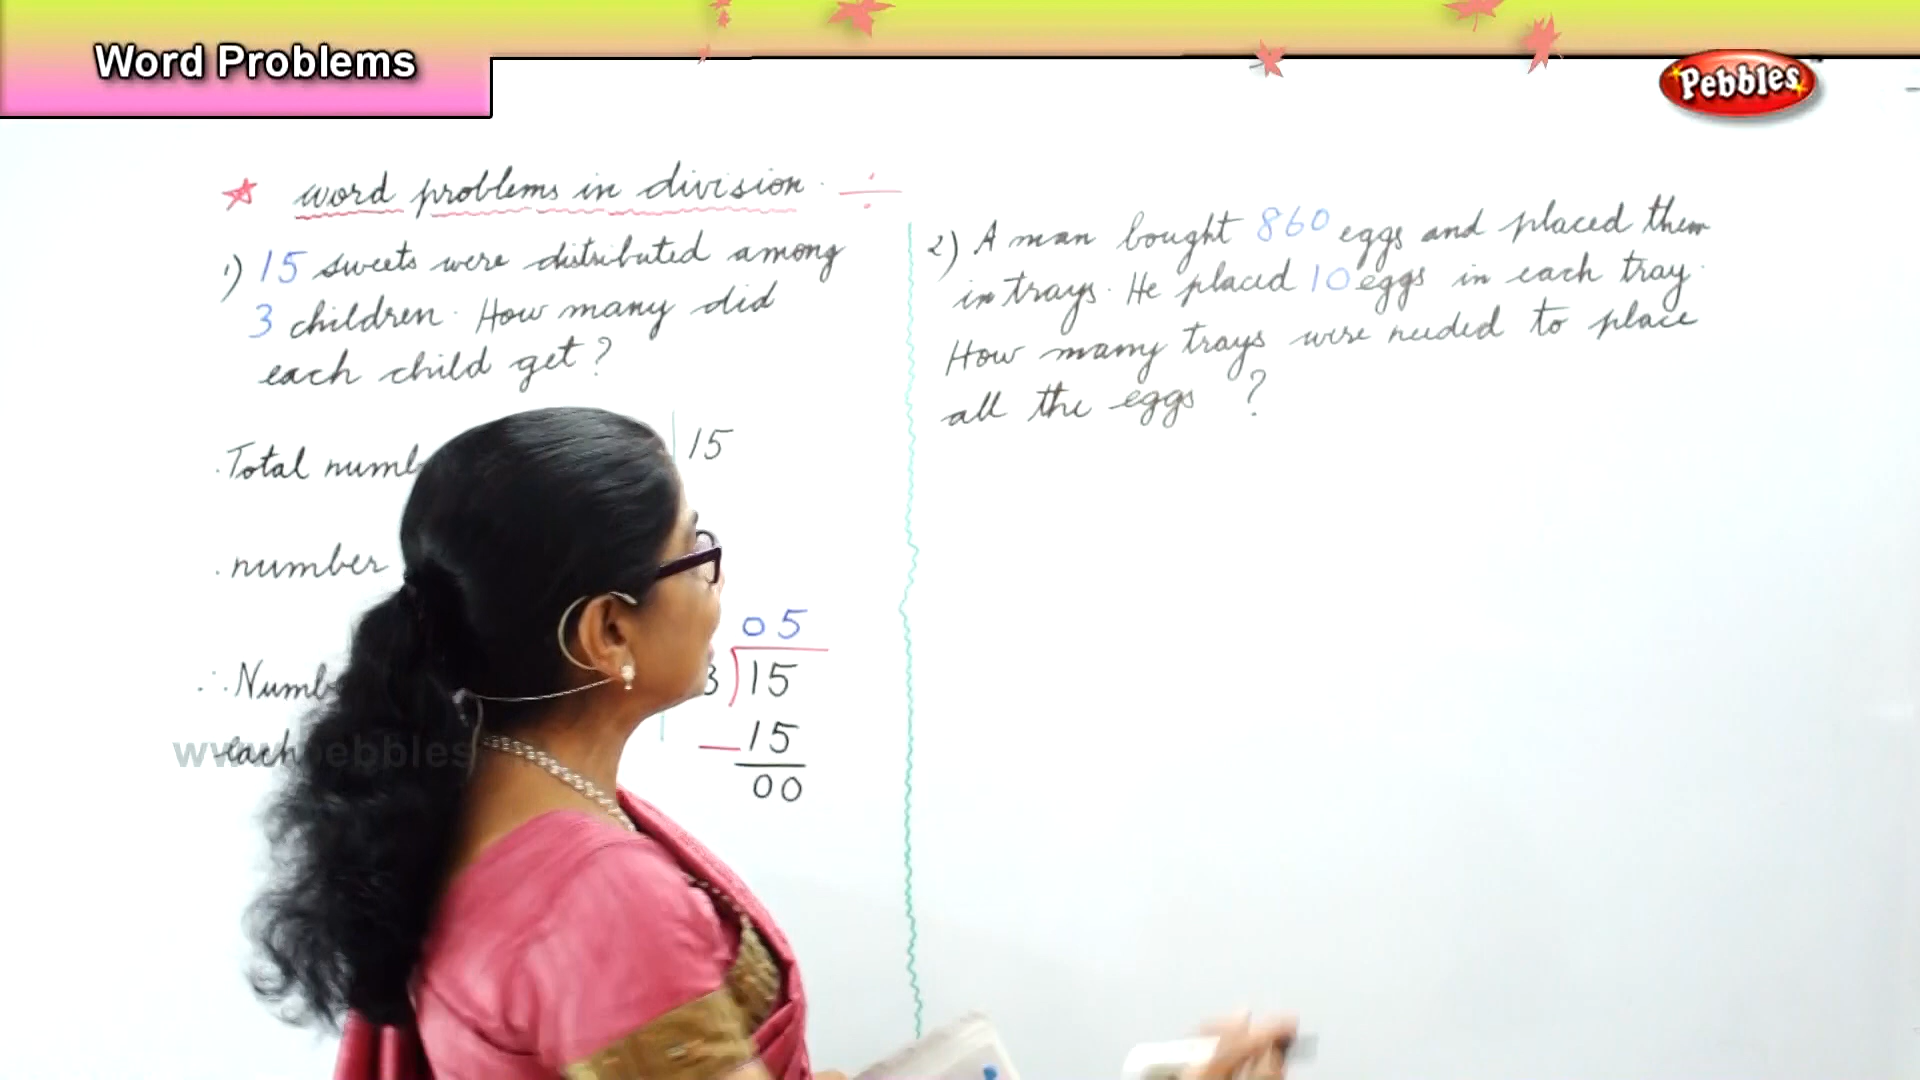 Word Problems
Pebbles
word problems in division ÷
1) 15 sweets were distributed among
3 children. How many did
each child get?
Total numb
15
number
∴ Numb
each
05
3 15
15
00
2) A man bought 860 eggs and placed them
in trays. He placed 10 eggs in each tray.
How many trays were needed to place
all the eggs ?